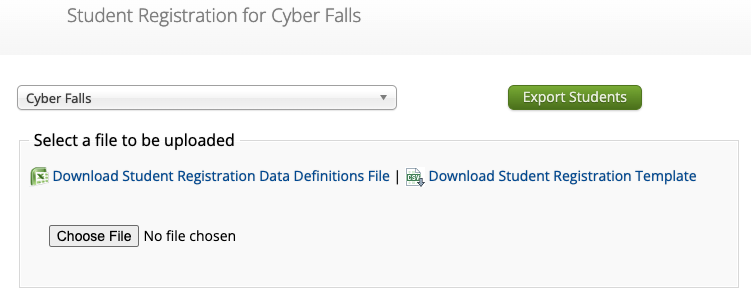 Student Registration for Cyber Falls
Cyber Falls
Export Students
Select a file to be uploaded
Download Student Registration Data Definitions File | CSV Download Student Registration Template
Choose File No file chosen